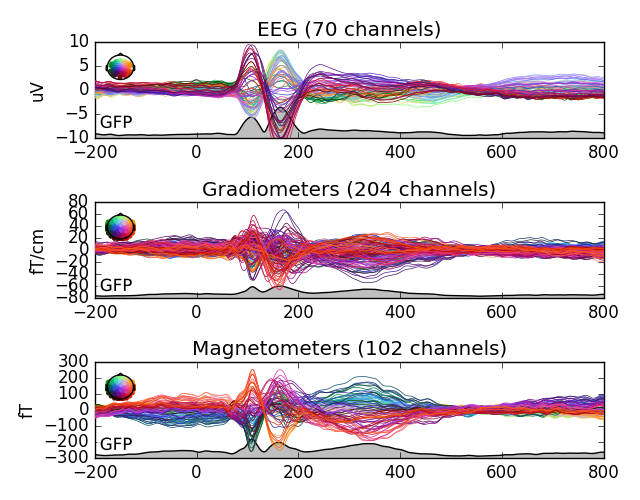 EEG (70 channels)
10
5
0
−5
−10
uV
GFP
−200 0 200 400 600 800
Gradiometers (204 channels)
80
60
40
20
0
−20
−40
−60
−80
fT/cm
GFP
−200 0 200 400 600 800
Magnetometers (102 channels)
300
200
100
0
−100
−200
−300
fT
GFP
−200 0 200 400 600 800